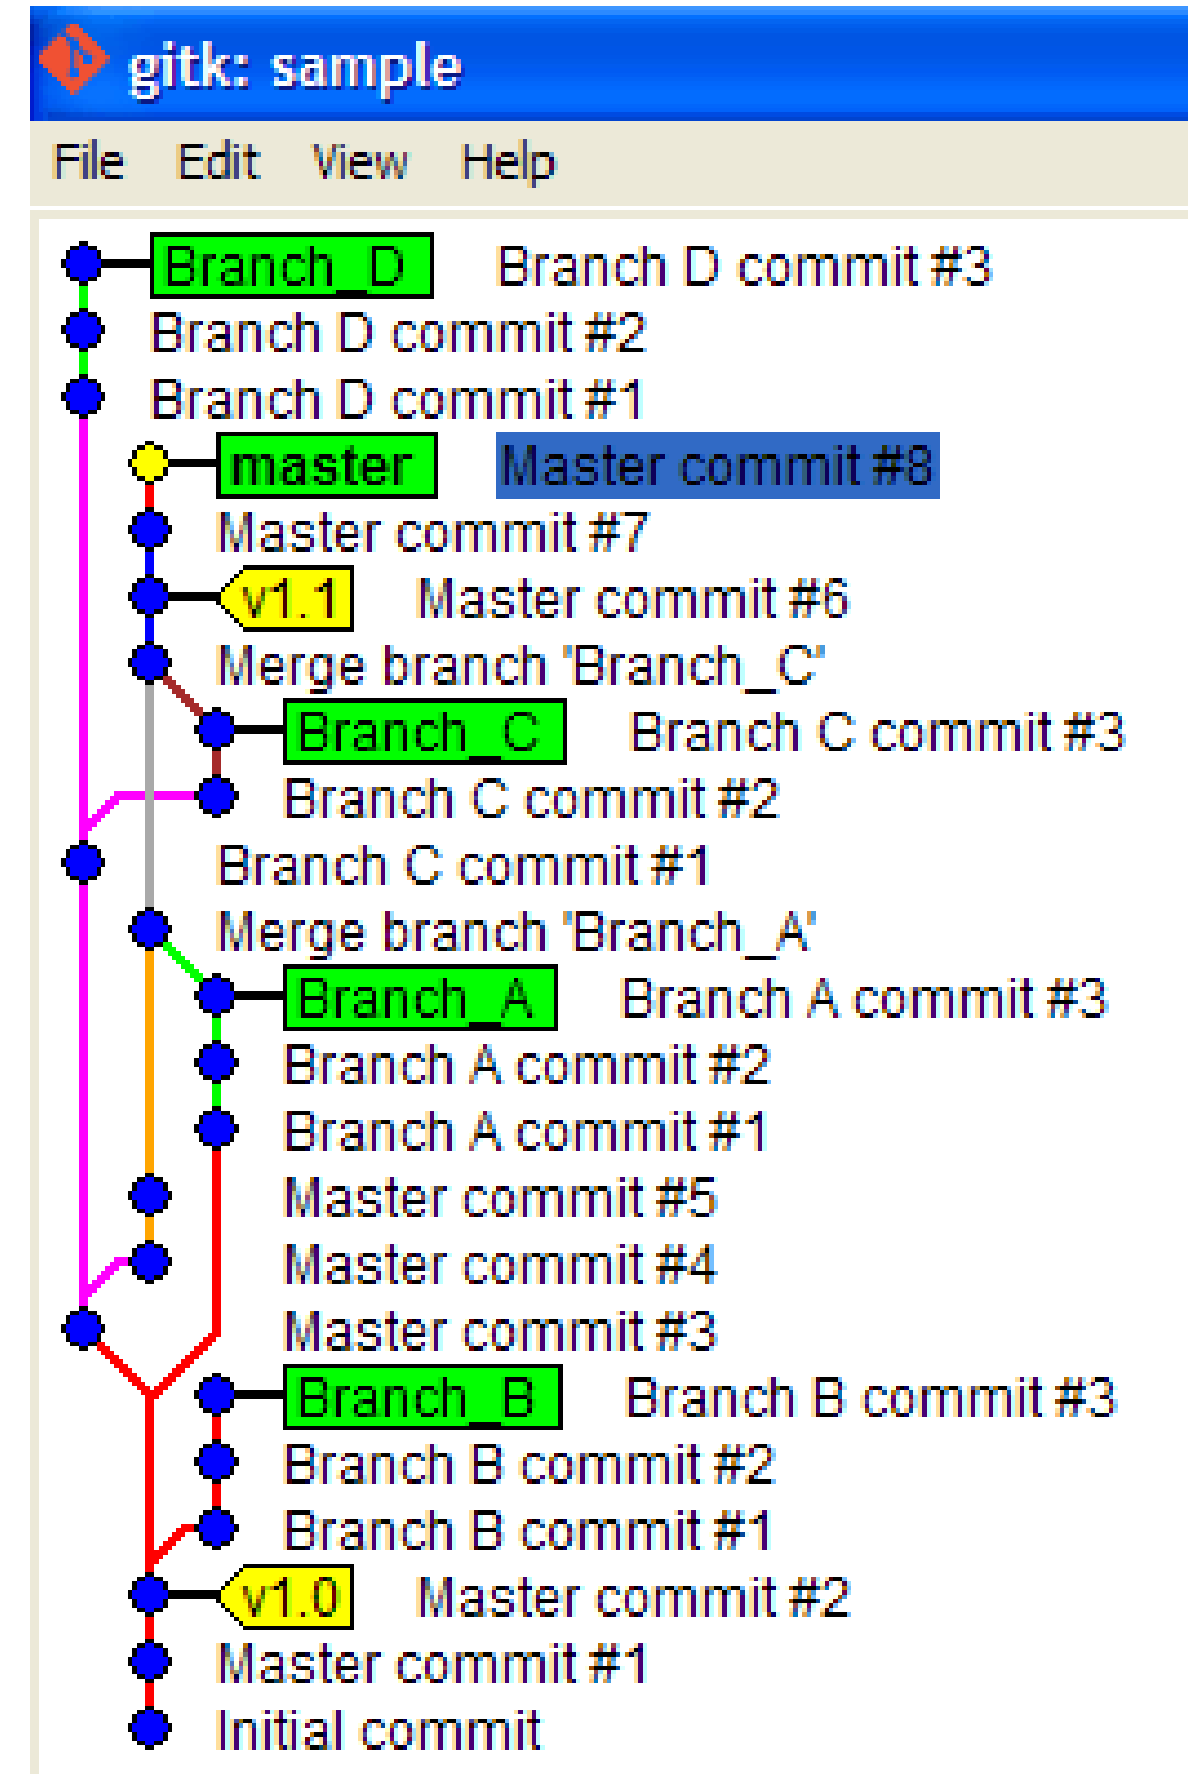 gitk: sample
File Edit View Help
Branch_D Branch D commit #3
Branch D commit #2
Branch D commit #1
master Master commit #8
Master commit #7
v1.1 Master commit #6
Merge branch 'Branch_C'
Branch_C Branch C commit #3
Branch C commit #2
Branch C commit #1
Merge branch 'Branch_A'
Branch_A Branch A commit #3
Branch A commit #2
Branch A commit #1
Master commit #5
Master commit #4
Master commit #3
Branch_B Branch B commit #3
Branch B commit #2
Branch B commit #1
v1.0 Master commit #2
Master commit #1
Initial commit